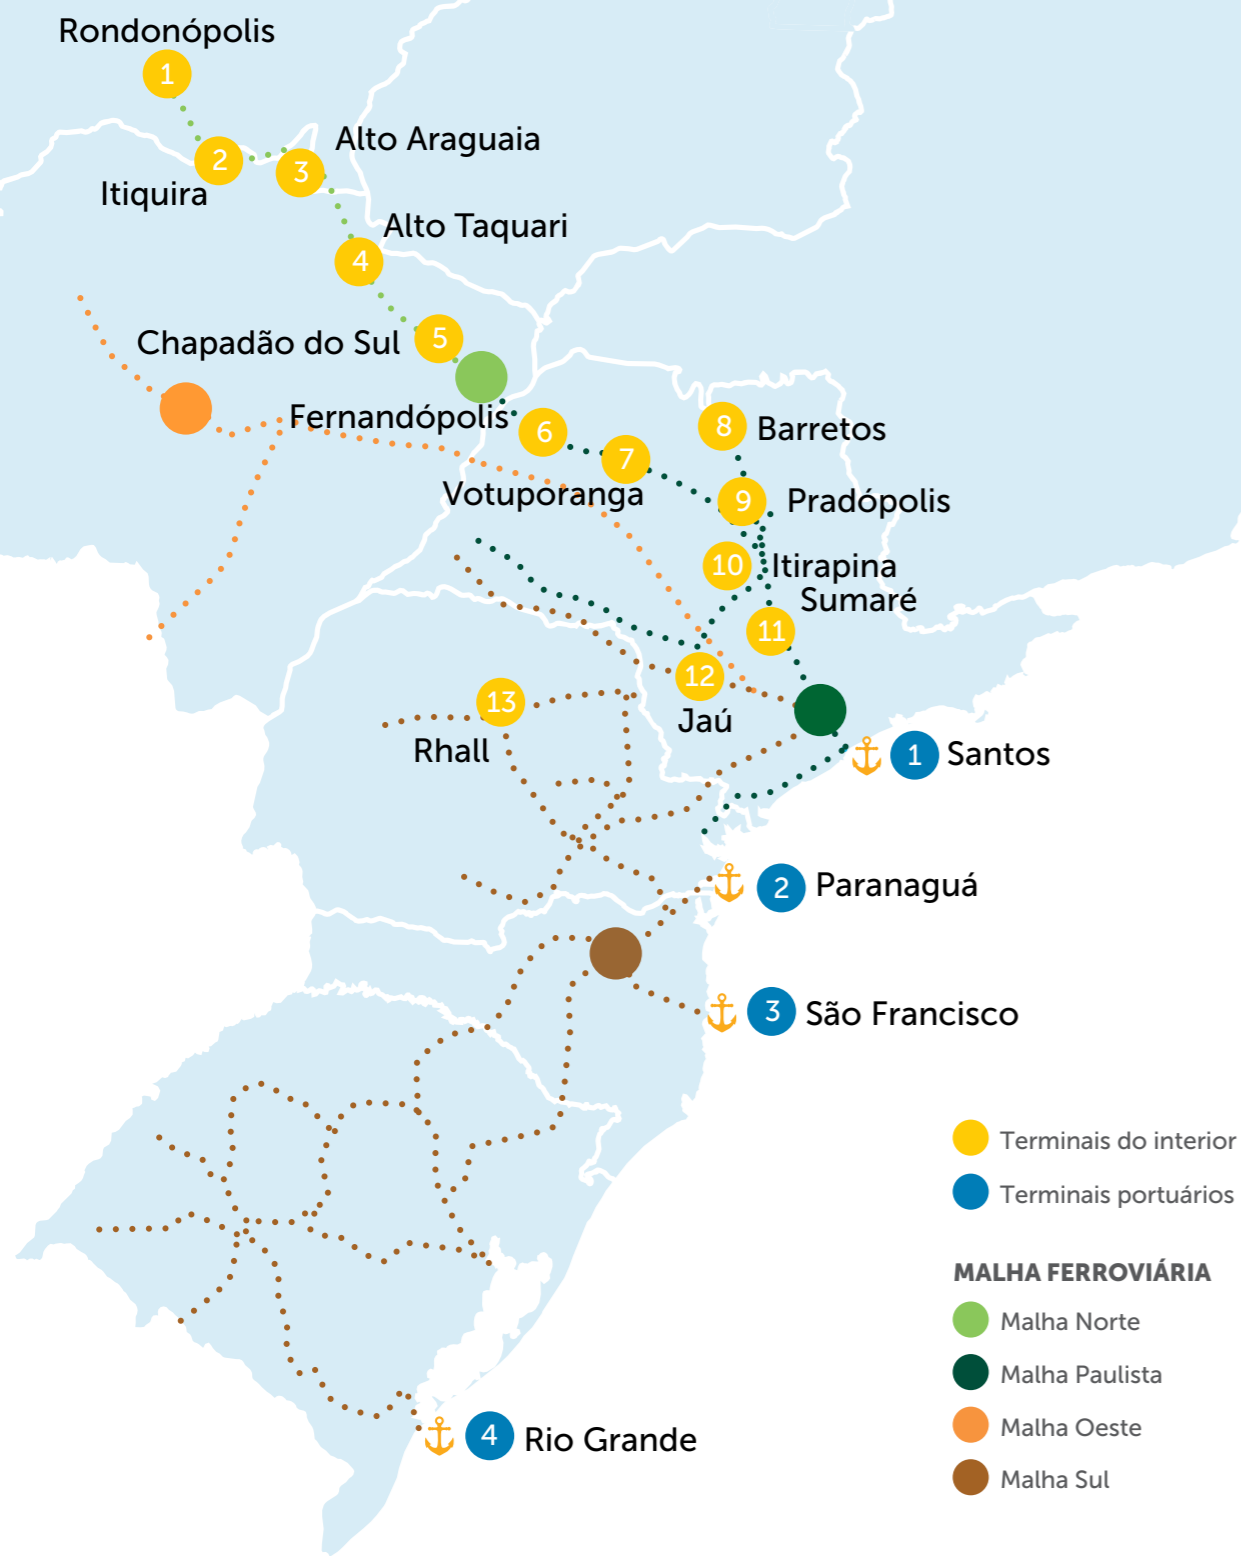 Rondonópolis
1
Alto Araguaia
2
3
Itiquira
Alto Taquari
4
Chapadão do Sul
5
Fernandópolis
6
8
Barretos
7
Votuporanga
9
Pradópolis
10
Itirapina
Sumaré
11
12
Jaú
13
Rhall
1
Santos
2
Paranaguá
3
São Francisco
Terminais do interior
Terminais portuários
MALHA FERROVIÁRIA
Malha Norte
Malha Paulista
Malha Oeste
Malha Sul
4
Rio Grande